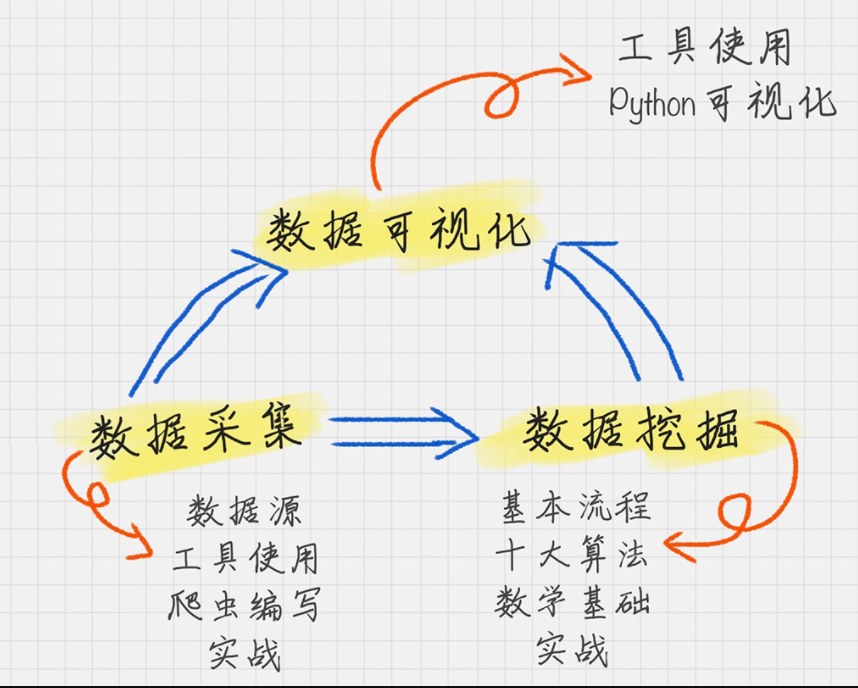 工具使用
Python可视化
数据可视化
数据采集
数据源
工具使用
爬虫编写
实战
数据挖掘
基本流程
十大算法
数学基础
实战